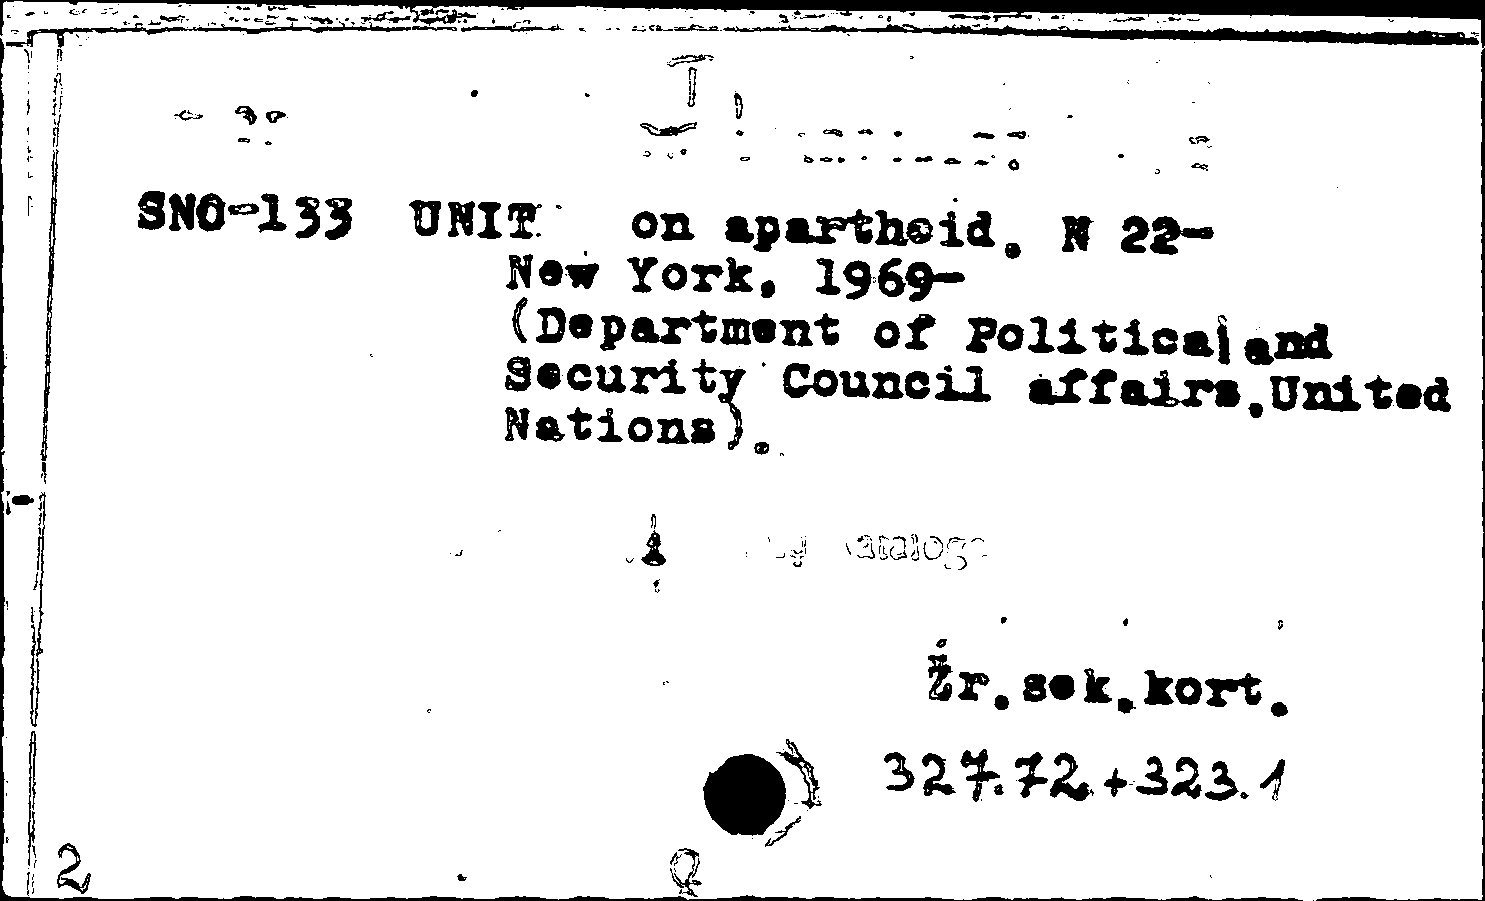 SNO-133 UNIT on apartheid. N 22-
New York, 1969-
(Department of Political and
Security Council affairs.United
Nations).
Žr.sek.kort.
327.72+323.1
2